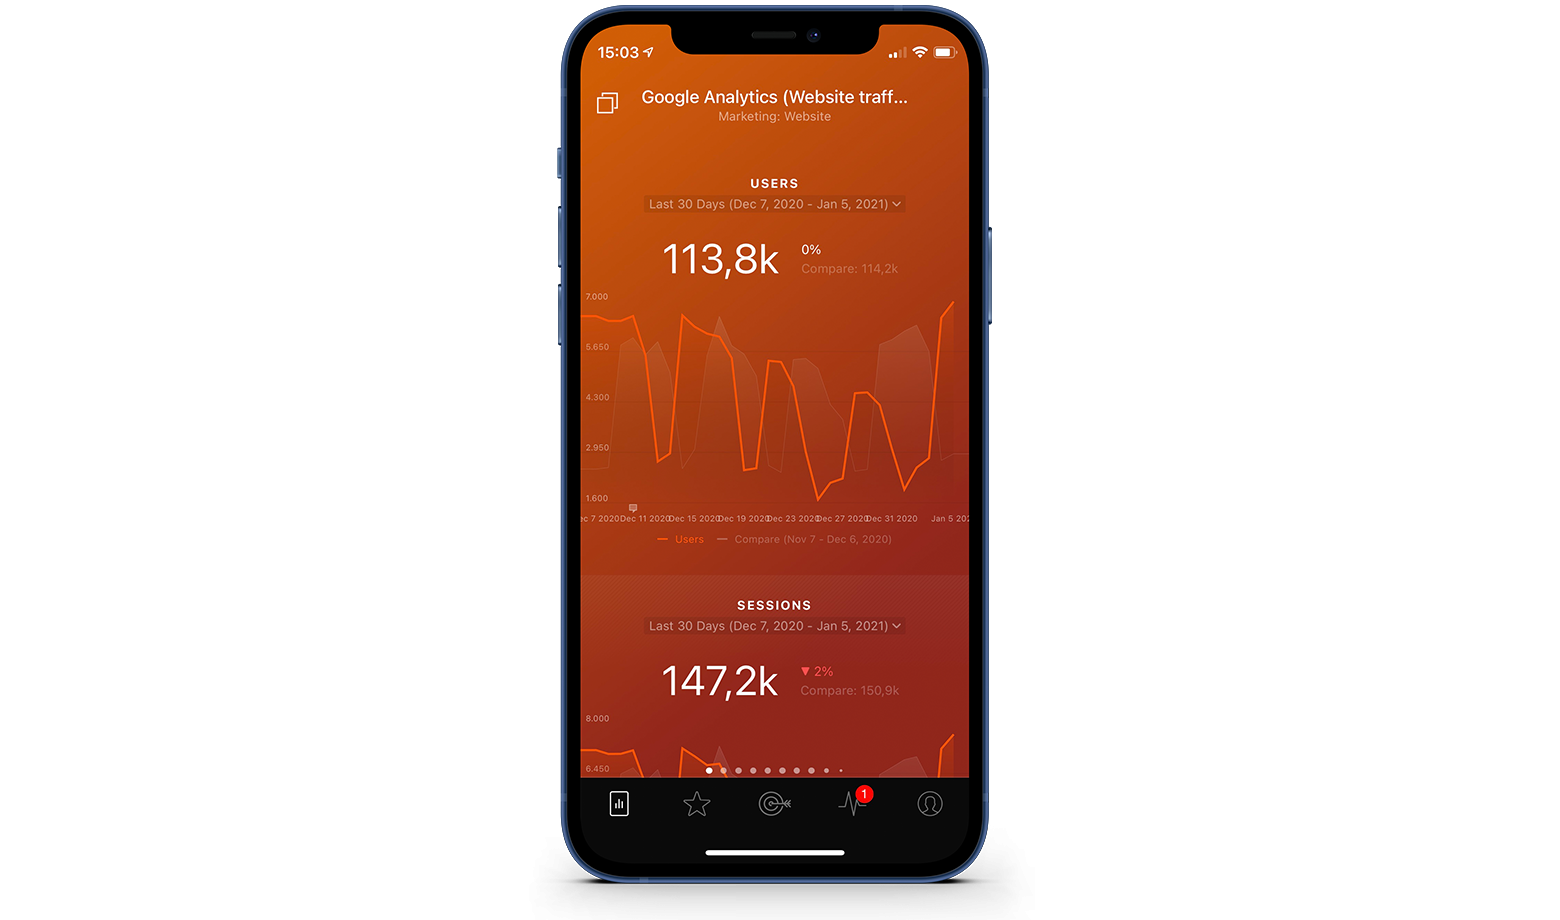 15:03
Google Analytics (Website traff...
Marketing: Website
USERS
Last 30 Days (Dec 7, 2020 - Jan 5, 2021)
113,8k
0%
Compare: 114,2k
7.000
5.650
4.300
2.950
1.600
ec 7 2020 Dec 11 2020 Dec 15 2020 Dec 19 2020 Dec 23 2020 Dec 27 2020 Dec 31 2020 Jan 5 202
Users Compare (Nov 7 - Dec 6, 2020)
SESSIONS
Last 30 Days (Dec 7, 2020 - Jan 5, 2021)
147,2k
▼ 2%
Compare: 150,9k
8.000
6.450
1